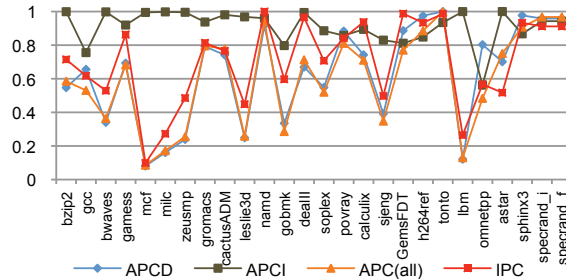 1
0.8
0.6
0.4
0.2
0
bzip2
gcc
bwaves
gamess
mcf
milc
zeusmp
gromacs
cactusADM
leslie3d
namd
gobmk
dealII
soplex
povray
calculix
sjeng
GemsFDT
h264ref
tonto
lbm
omnetpp
astar
sphinx3
specrand_i
specrand_f
APCD APCI APC(all) IPC